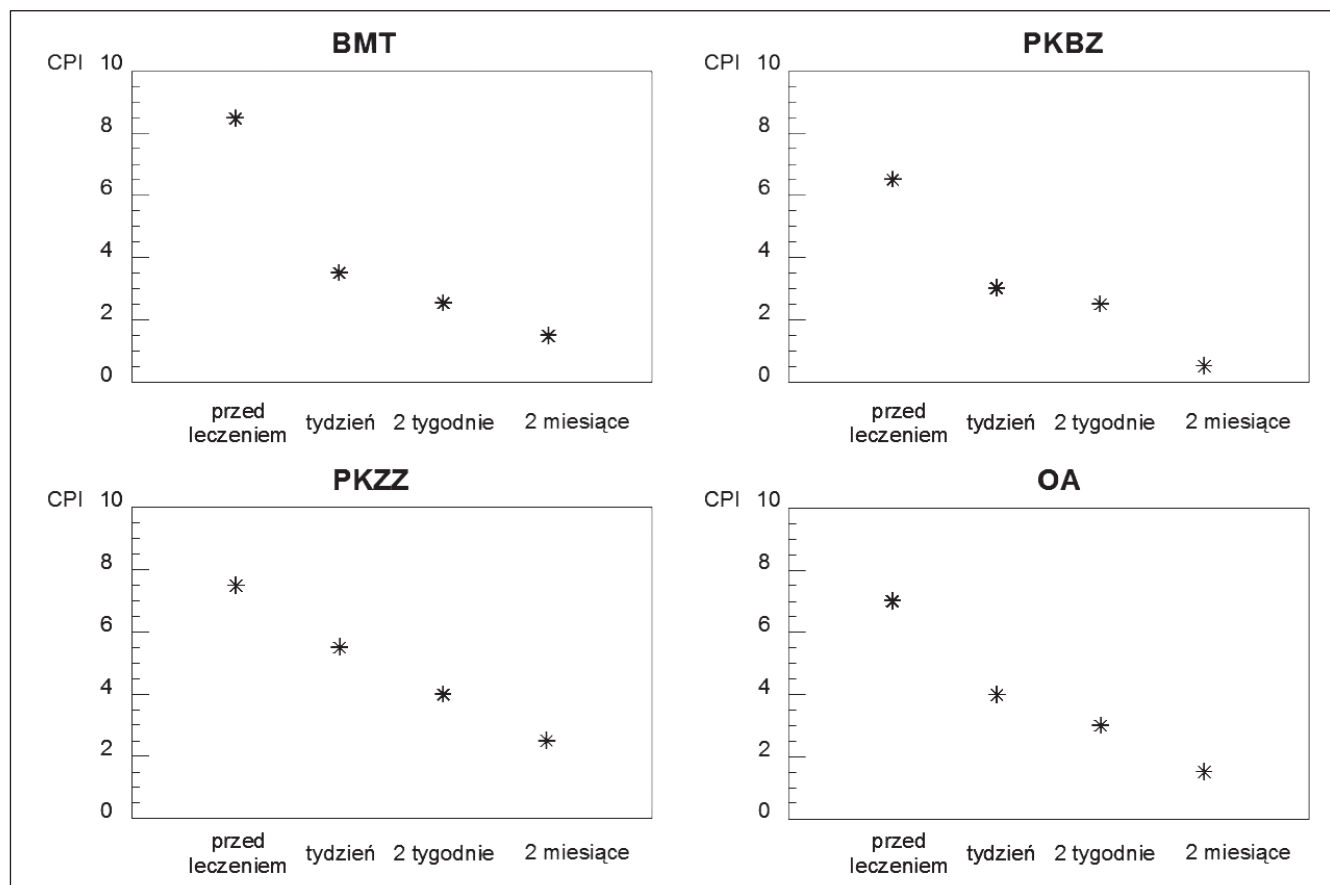 BMT
CPI 10
8
6
4
2
0
przed
leczeniem
tydzień
2 tygodnie
2 miesiące
PKBZ
CPI 10
8
6
4
2
0
przed
leczeniem
tydzień
2 tygodnie
2 miesiące
PKZZ
CPI 10
8
6
4
2
0
przed
leczeniem
tydzień
2 tygodnie
2 miesiące
OA
CPI 10
8
6
4
2
0
przed
leczeniem
tydzień
2 tygodnie
2 miesiące